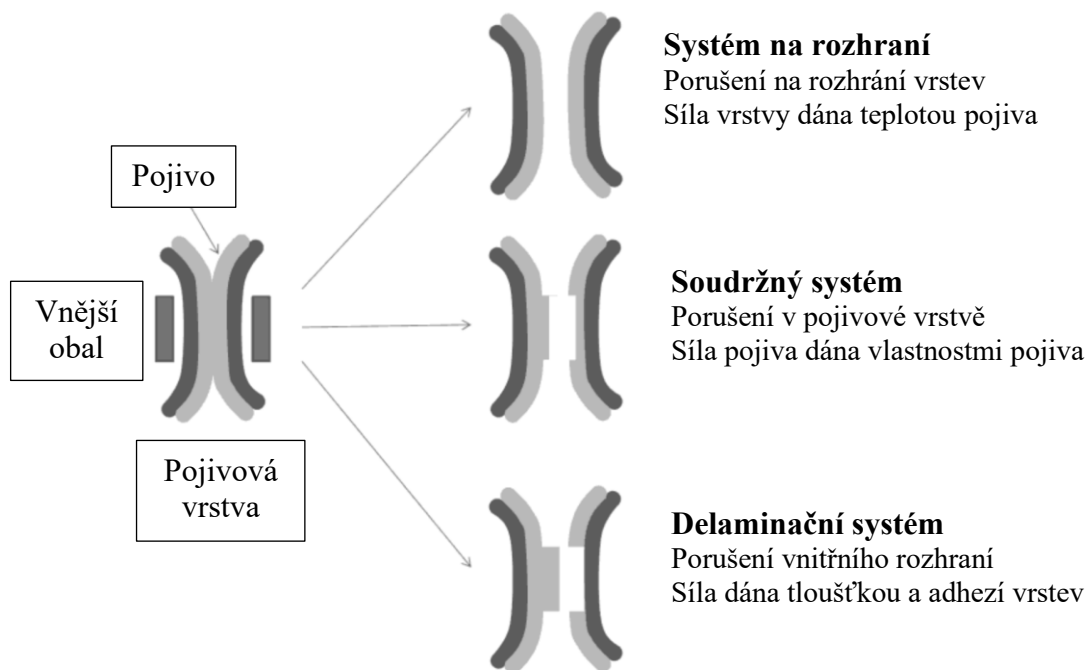 Systém na rozhraní
Porušení na rozhrání vrstev
Síla vrstvy dána teplotou pojiva
Pojivo
Vnější
obal
Soudržný systém
Porušení v pojivové vrstvě
Síla pojiva dána vlastnostmi pojiva
Pojivová
vrstva
Delaminační systém
Porušení vnitřního rozhraní
Síla dána tloušťkou a adhezí vrstev